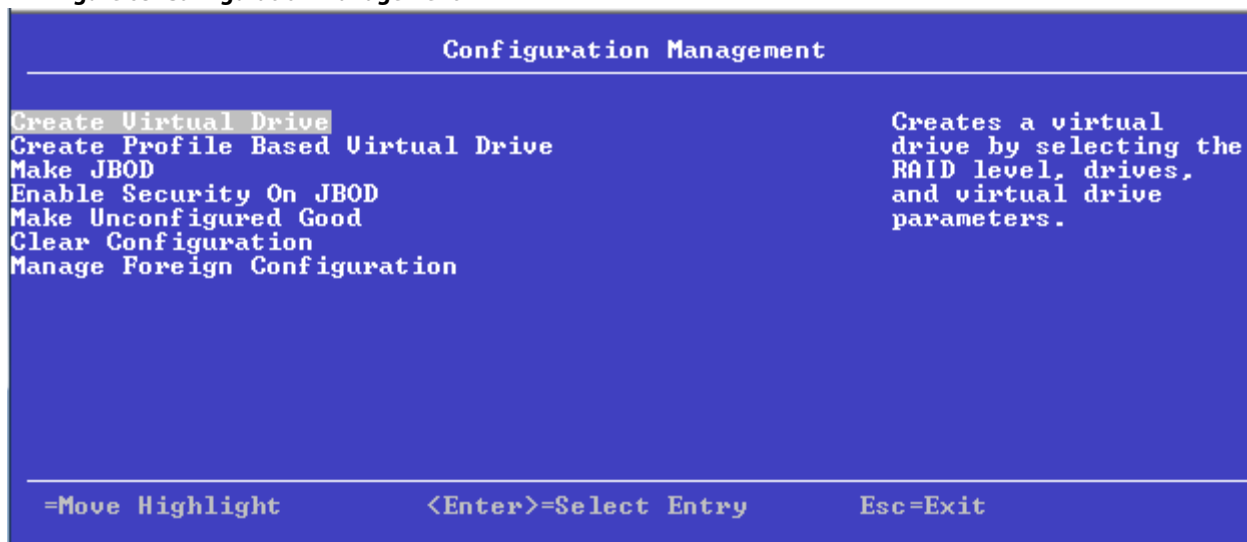 Configuration Management
Create Virtual Drive
Create Profile Based Virtual Drive
Make JBOD
Enable Security On JBOD
Make Unconfigured Good
Clear Configuration
Manage Foreign Configuration
Creates a virtual
drive by selecting the
RAID level, drives,
and virtual drive
parameters.
=Move Highlight <Enter>=Select Entry Esc=Exit